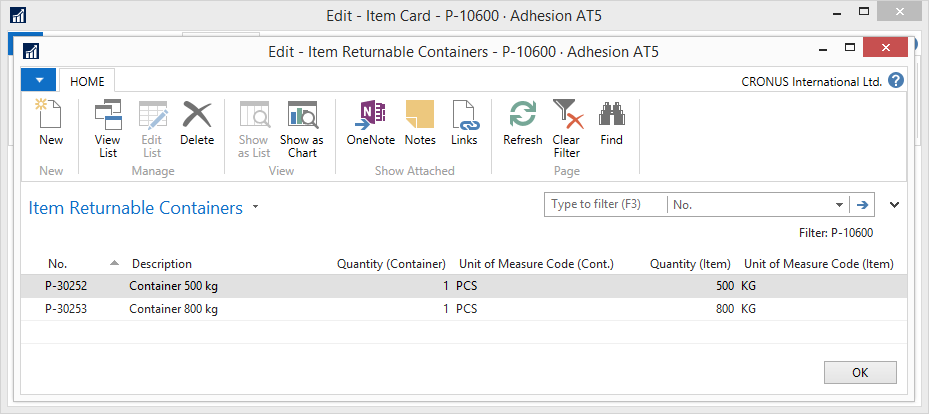 Edit - Item Card - P-10600 · Adhesion AT5
Edit - Item Returnable Containers - P-10600 · Adhesion AT5
HOME
CRONUS International Ltd.
New
View List
Edit List
Delete
Show as List
Show as Chart
OneNote
Notes
Links
Refresh
Clear Filter
Find
New
Manage
View
Show Attached
Page
Item Returnable Containers
Type to filter (F3) No.
Filter: P-10600
No. Description Quantity (Container) Unit of Measure Code (Cont.) Quantity (Item) Unit of Measure Code (Item)
P-30252 Container 500 kg 1 PCS 500 KG
P-30253 Container 800 kg 1 PCS 800 KG
OK